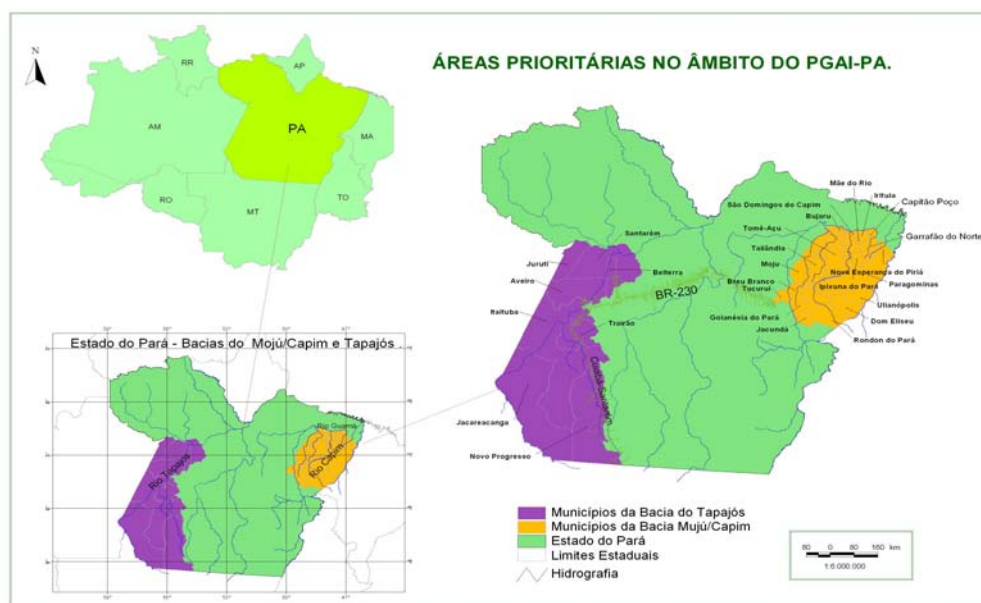 N
RR
AP
AM
PA
MA
RO
MT
TO
ÁREAS PRIORITÁRIAS NO ÂMBITO DO PGAI-PA.
Mãe do Rio
Irituia
São Domingos do Capim
Capitão Poço
Bujaru
Tomé-Açu
Garrafão do Norte
Santarém
Tailândia
Juruti
Belterra
Moju
Nova Esperança do Piriá
Aveiro
BR-230
Breu Branco
Ipixuna do Pará
Paragominas
Tucuruí
Itaituba
Ulianópolis
Trairão
Goianésia do Pará
Dom Eliseu
Jacundá
Rondon do Pará
Cuiabá-Santarém
Jacareacanga
Novo Progresso
Estado do Pará - Bacias do Mojú/Capim e Tapajós .
Rio Guamá
Rio Tapajós
Rio Capim
Municípios da Bacia do Tapajós
Municípios da Bacia Mujú/Capim
Estado do Pará
Limites Estaduais
Hidrografia
80 0 80 160 km
1:6.000.000